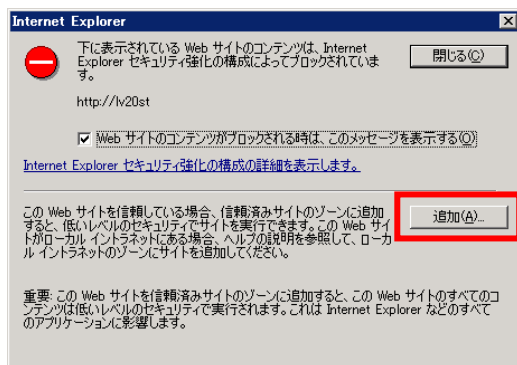 Internet Explorer
下に表示されている Web サイトのコンテンツは、Internet
Explorer セキュリティ強化の構成によってブロックされていま
す。
閉じる(C)
http://lv20st
Web サイトのコンテンツがブロックされる時は、このメッセージを表示する(O)
Internet Explorer セキュリティ強化の構成の詳細を表示します。
この Web サイトを信頼している場合、信頼済みサイトのゾーンに追加
すると、低いレベルのセキュリティでサイトを実行できます。この Web サイ
トがローカル イントラネットにある場合、ヘルプの説明を参照して、ローカ
ル イントラネットのゾーンにサイトを追加してください。
追加(A)...
重要: この Web サイトを信頼済みサイトのゾーンに追加すると、この Web サイトのすべてのコ
ンテンツは低いレベルのセキュリティで実行されます。これは Internet Explorer などのすべて
のアプリケーションに影響します。